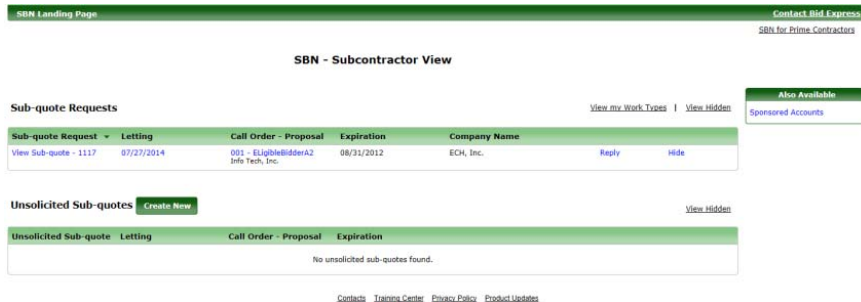 SBN Landing Page Contact Bid Express
SBN for Prime Contractors
SBN - Subcontractor View
Also Available
Sub-quote Requests View my Work Types | View Hidden
Sponsored Accounts
Sub-quote Request Letting Call Order - Proposal Expiration Company Name
View Sub-quote - 1117 07/27/2014 001 - ELigibleBidderA2 08/31/2012 ECH, Inc. Reply Hide
Info Tech, Inc.
Unsolicited Sub-quotes Create New View Hidden
Unsolicited Sub-quote Letting Call Order - Proposal Expiration
No unsolicited sub-quotes found.
Contacts Training Center Privacy Policy Product Updates